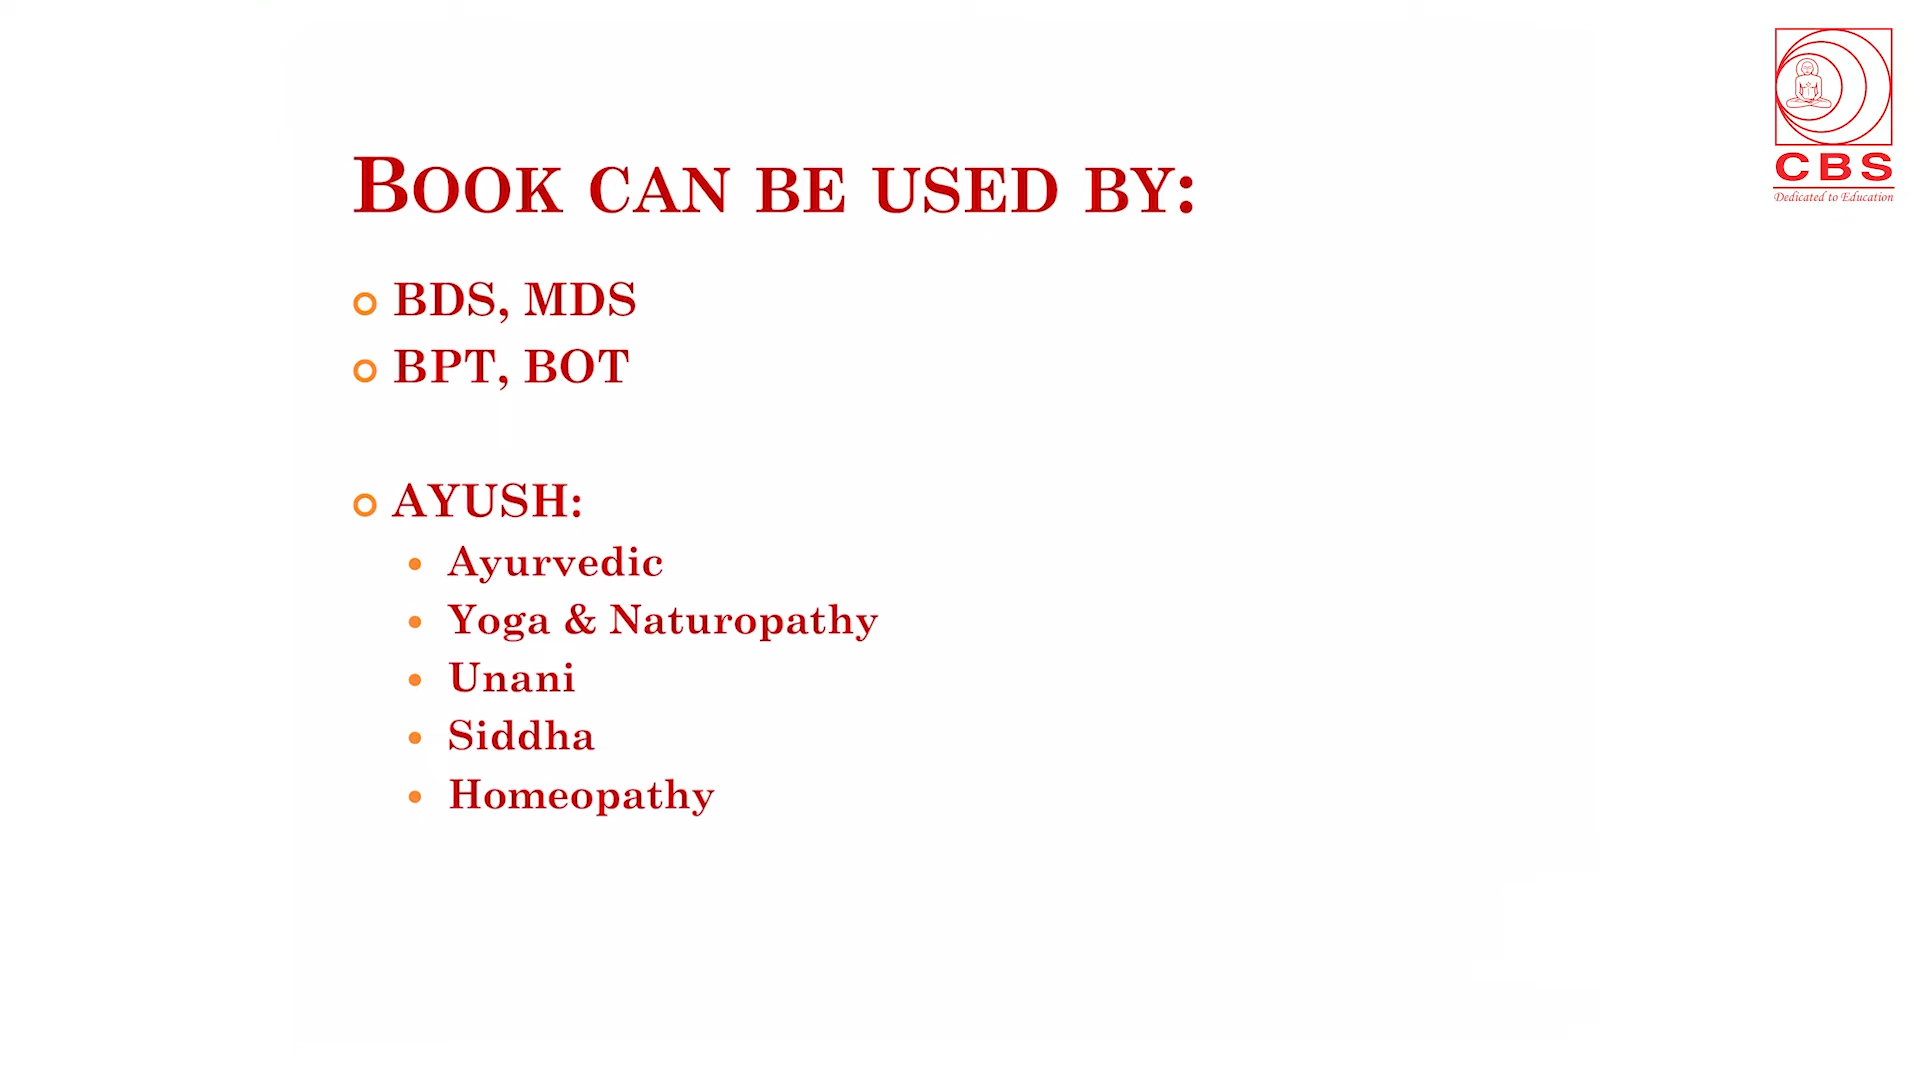 CBS
Dedicated to Education
BOOK CAN BE USED BY:
BDS, MDS
BPT, BOT
AYUSH:
Ayurvedic
Yoga & Naturopathy
Unani
Siddha
Homeopathy